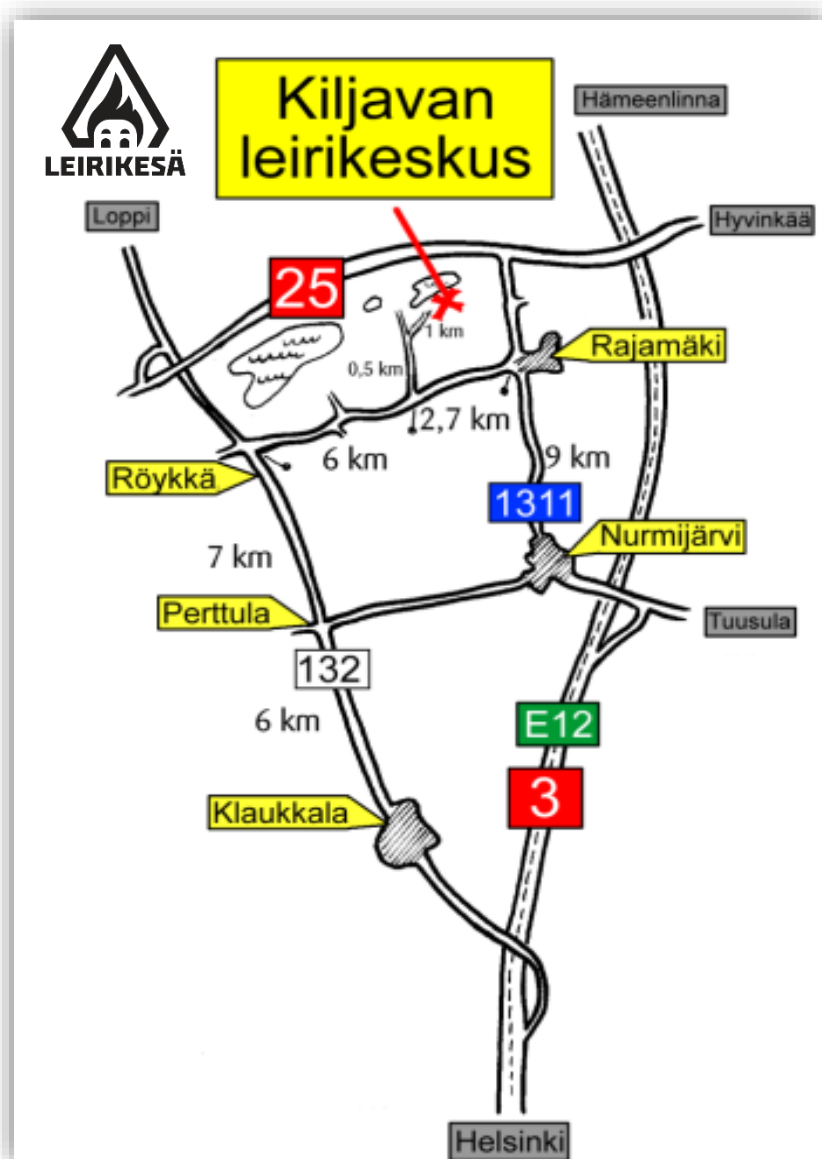 LEIRIKESÄ
Kiljavan
leirikeskus
Hämeenlinna
Loppi
Hyvinkää
25
1 km
Rajamäki
0,5 km
2,7 km
6 km
9 km
Röykkä
1311
Nurmijärvi
7 km
Perttula
Tuusula
132
6 km
E12
3
Klaukkala
Helsinki